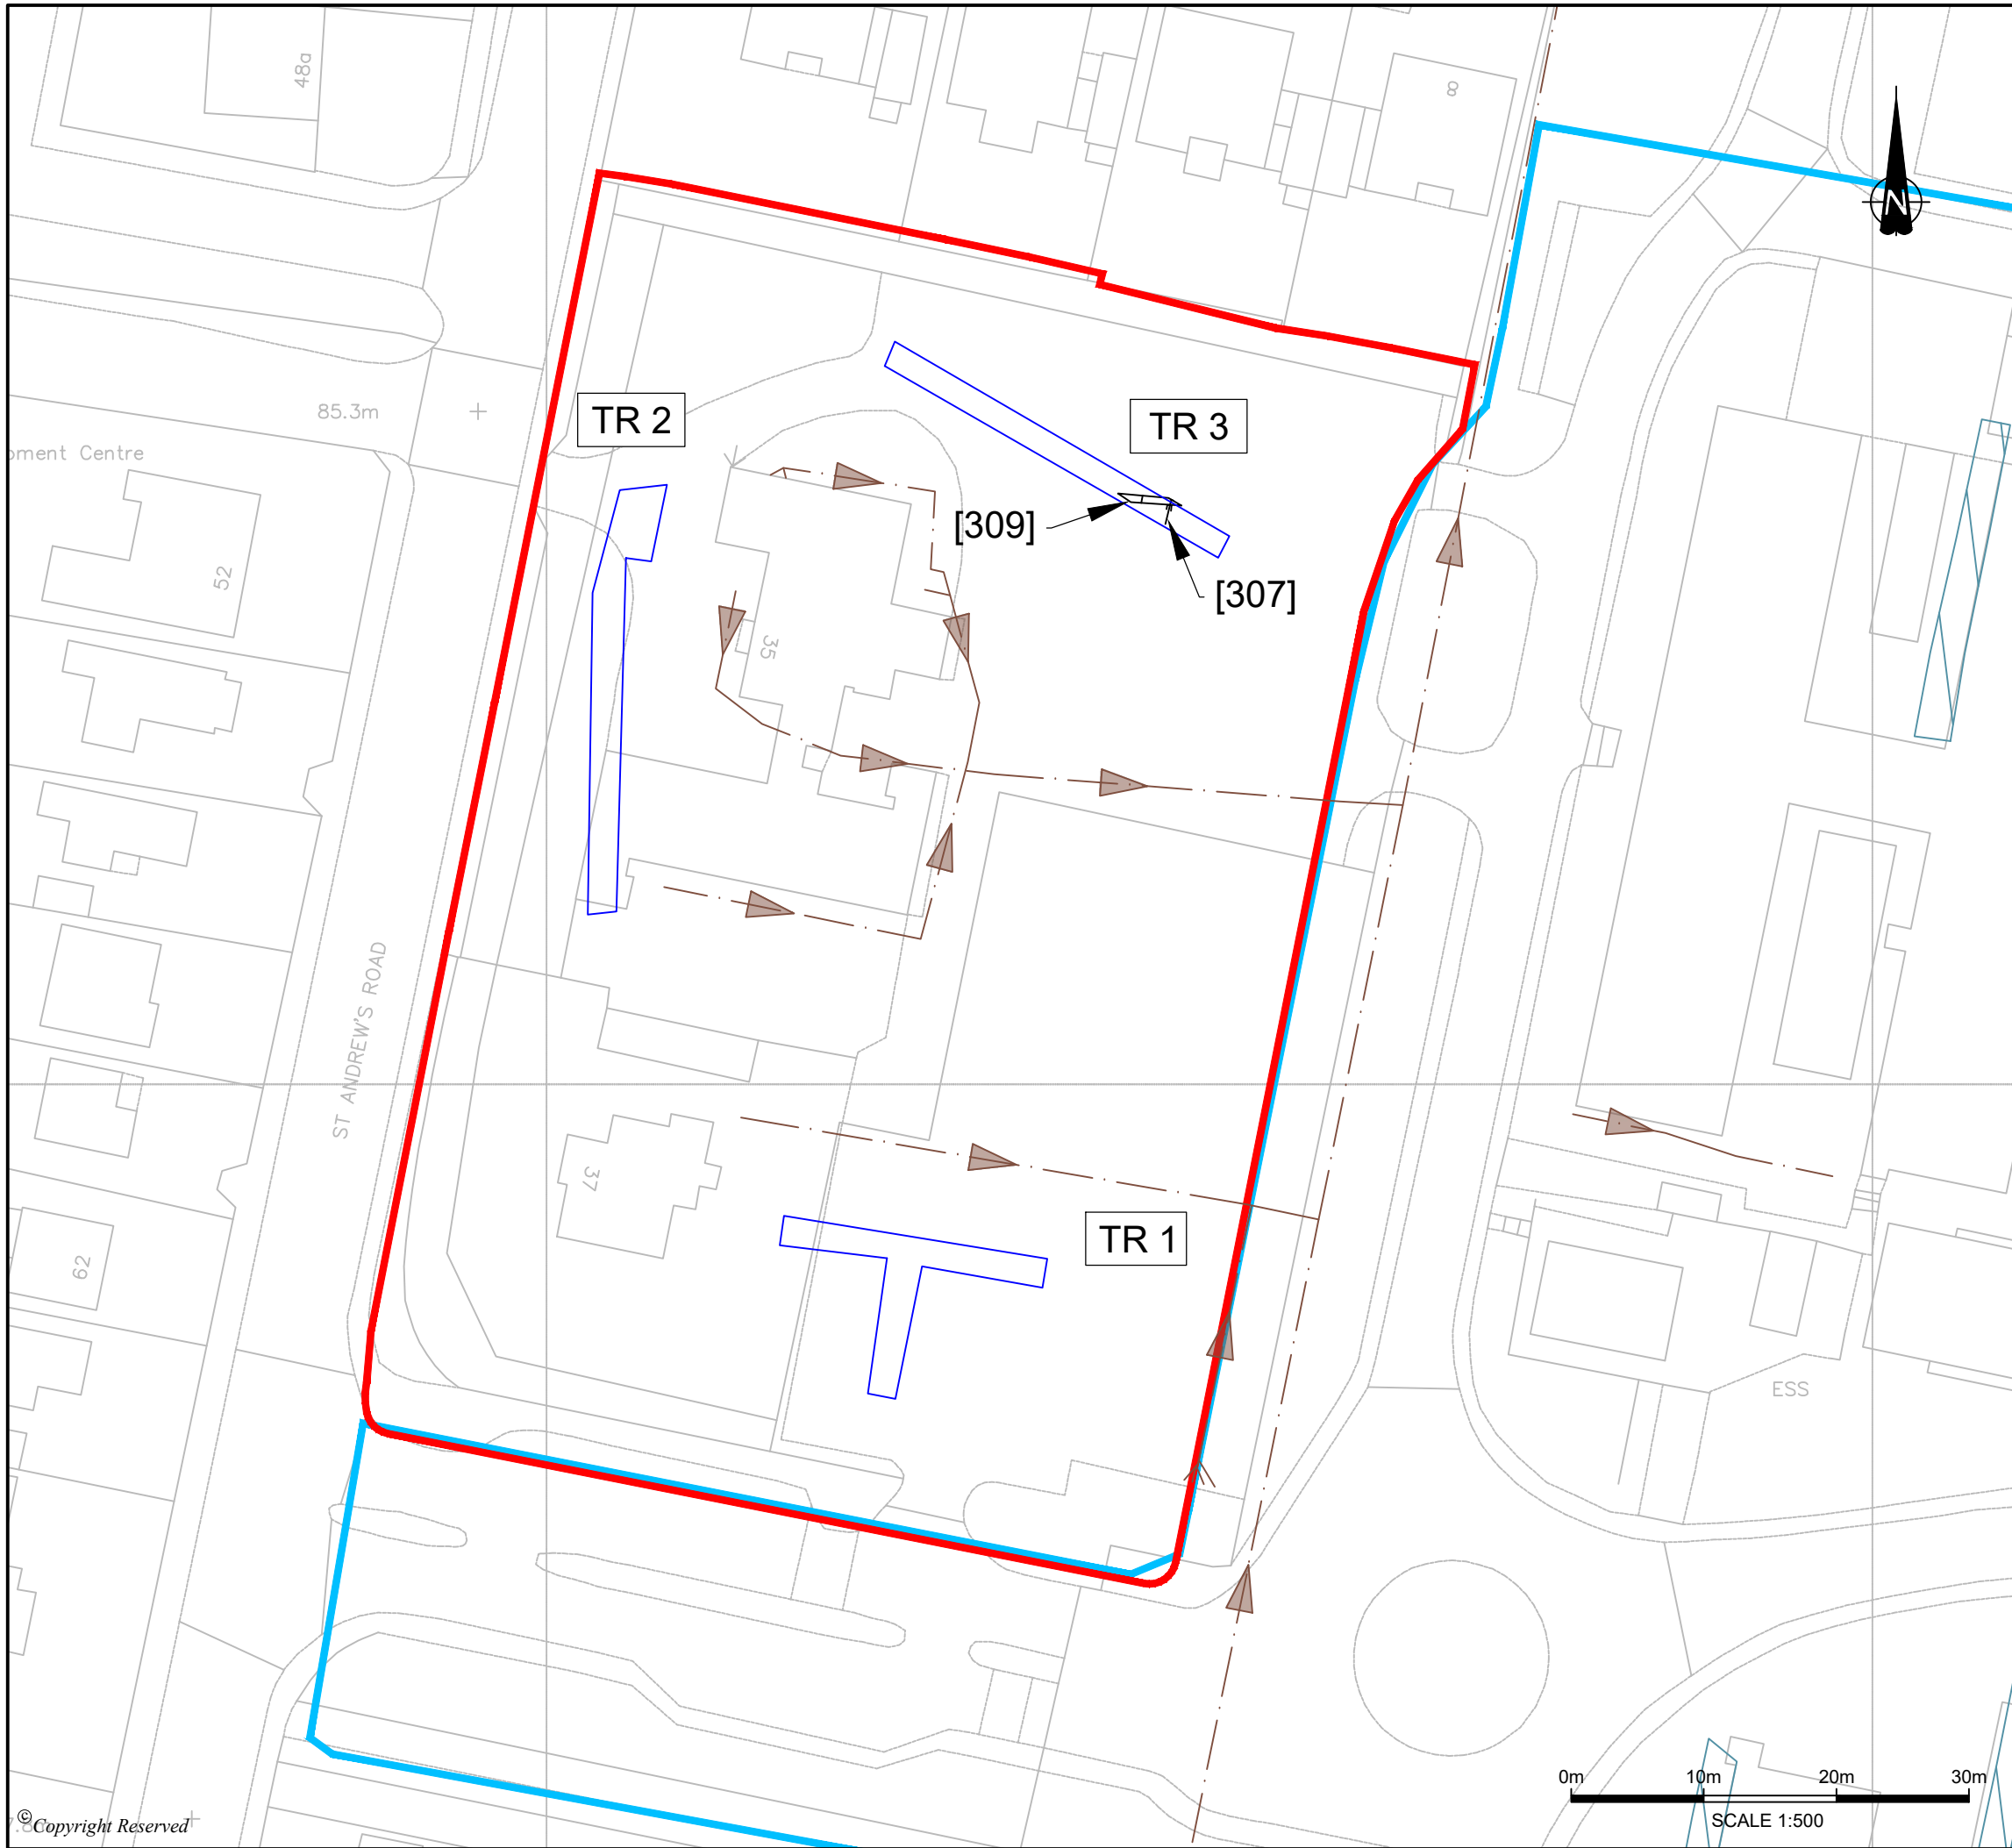 48a
8
N
TR 2
85.3m
TR 3
oment Centre
[309]
52
[307]
35
ST ANDREW'S ROAD
37
TR 1
62
ESS
0m 10m 20m 30m
SCALE 1:500
©Copyright Reserved